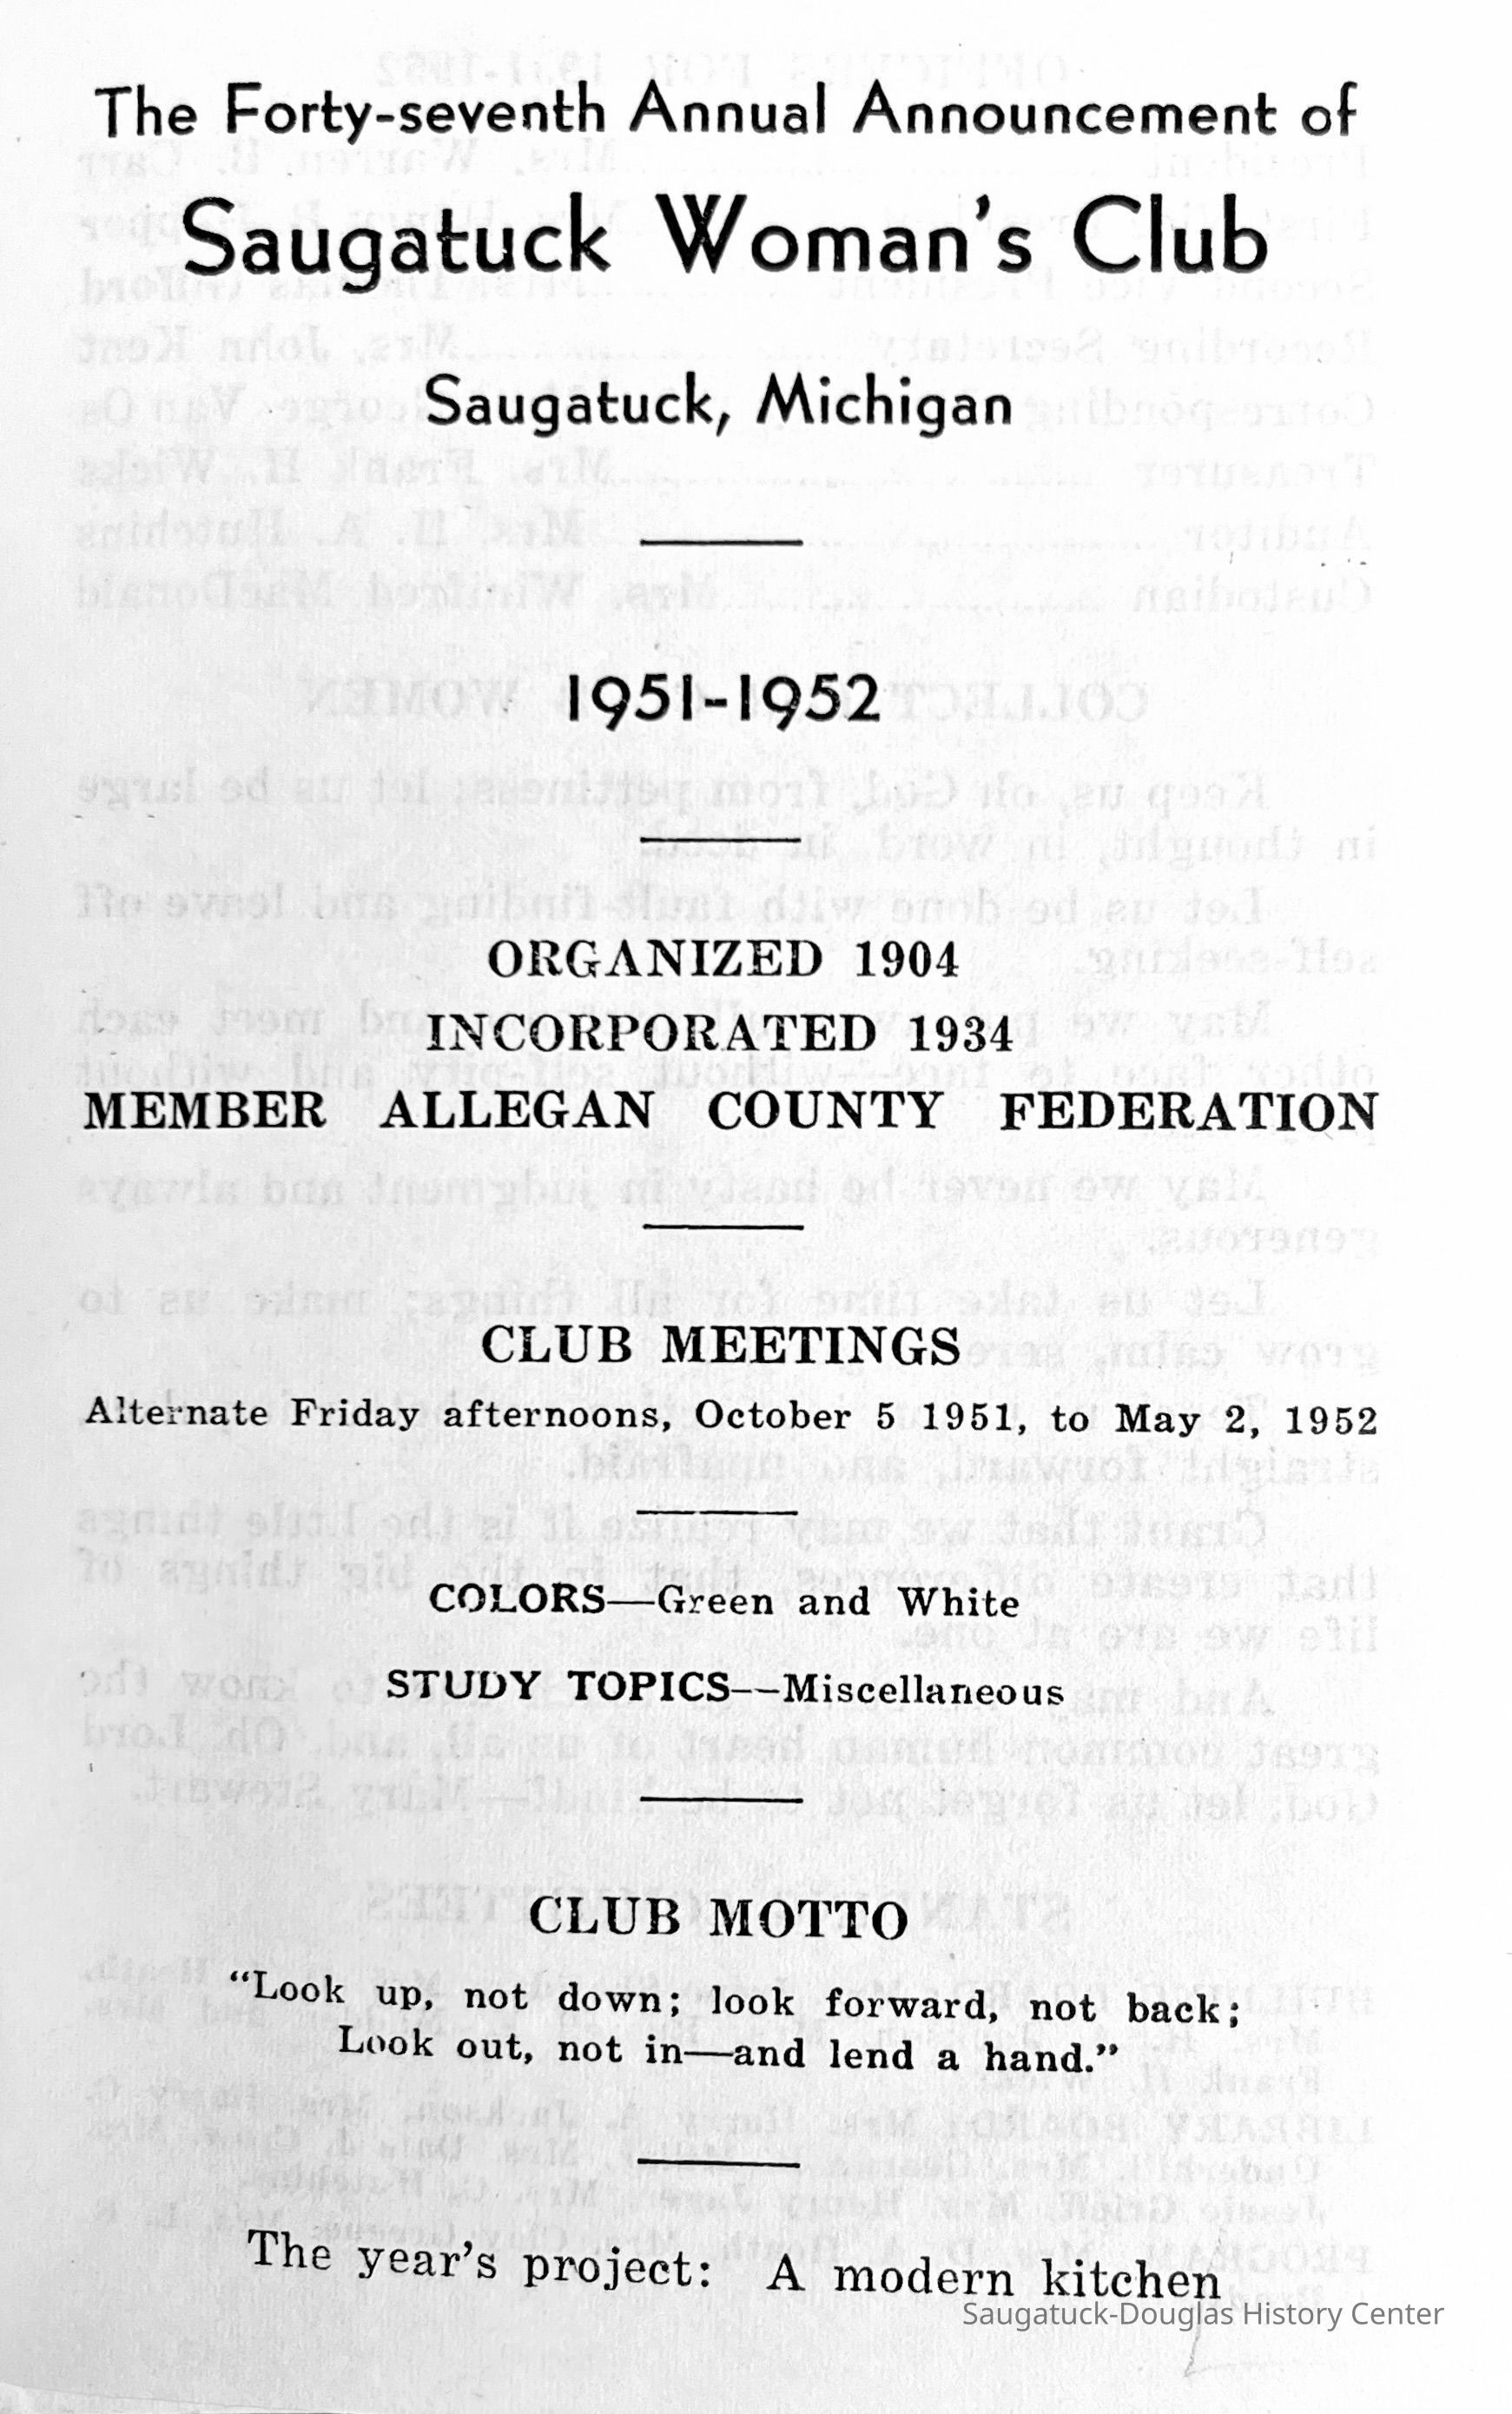 The Forty-seventh Annual Announcement of
Saugatuck Woman's Club
Saugatuck, Michigan
1951-1952
ORGANIZED 1904
INCORPORATED 1934
MEMBER ALLEGAN COUNTY FEDERATION
CLUB MEETINGS
Alternate Friday afternoons, October 5 1951, to May 2, 1952
COLORS—Green and White
STUDY TOPICS—Miscellaneous
CLUB MOTTO
“Look up, not down; look forward, not back;
Look out, not in—and lend a hand.”
The year's project: A modern kitchen
Saugatuck-Douglas History Center